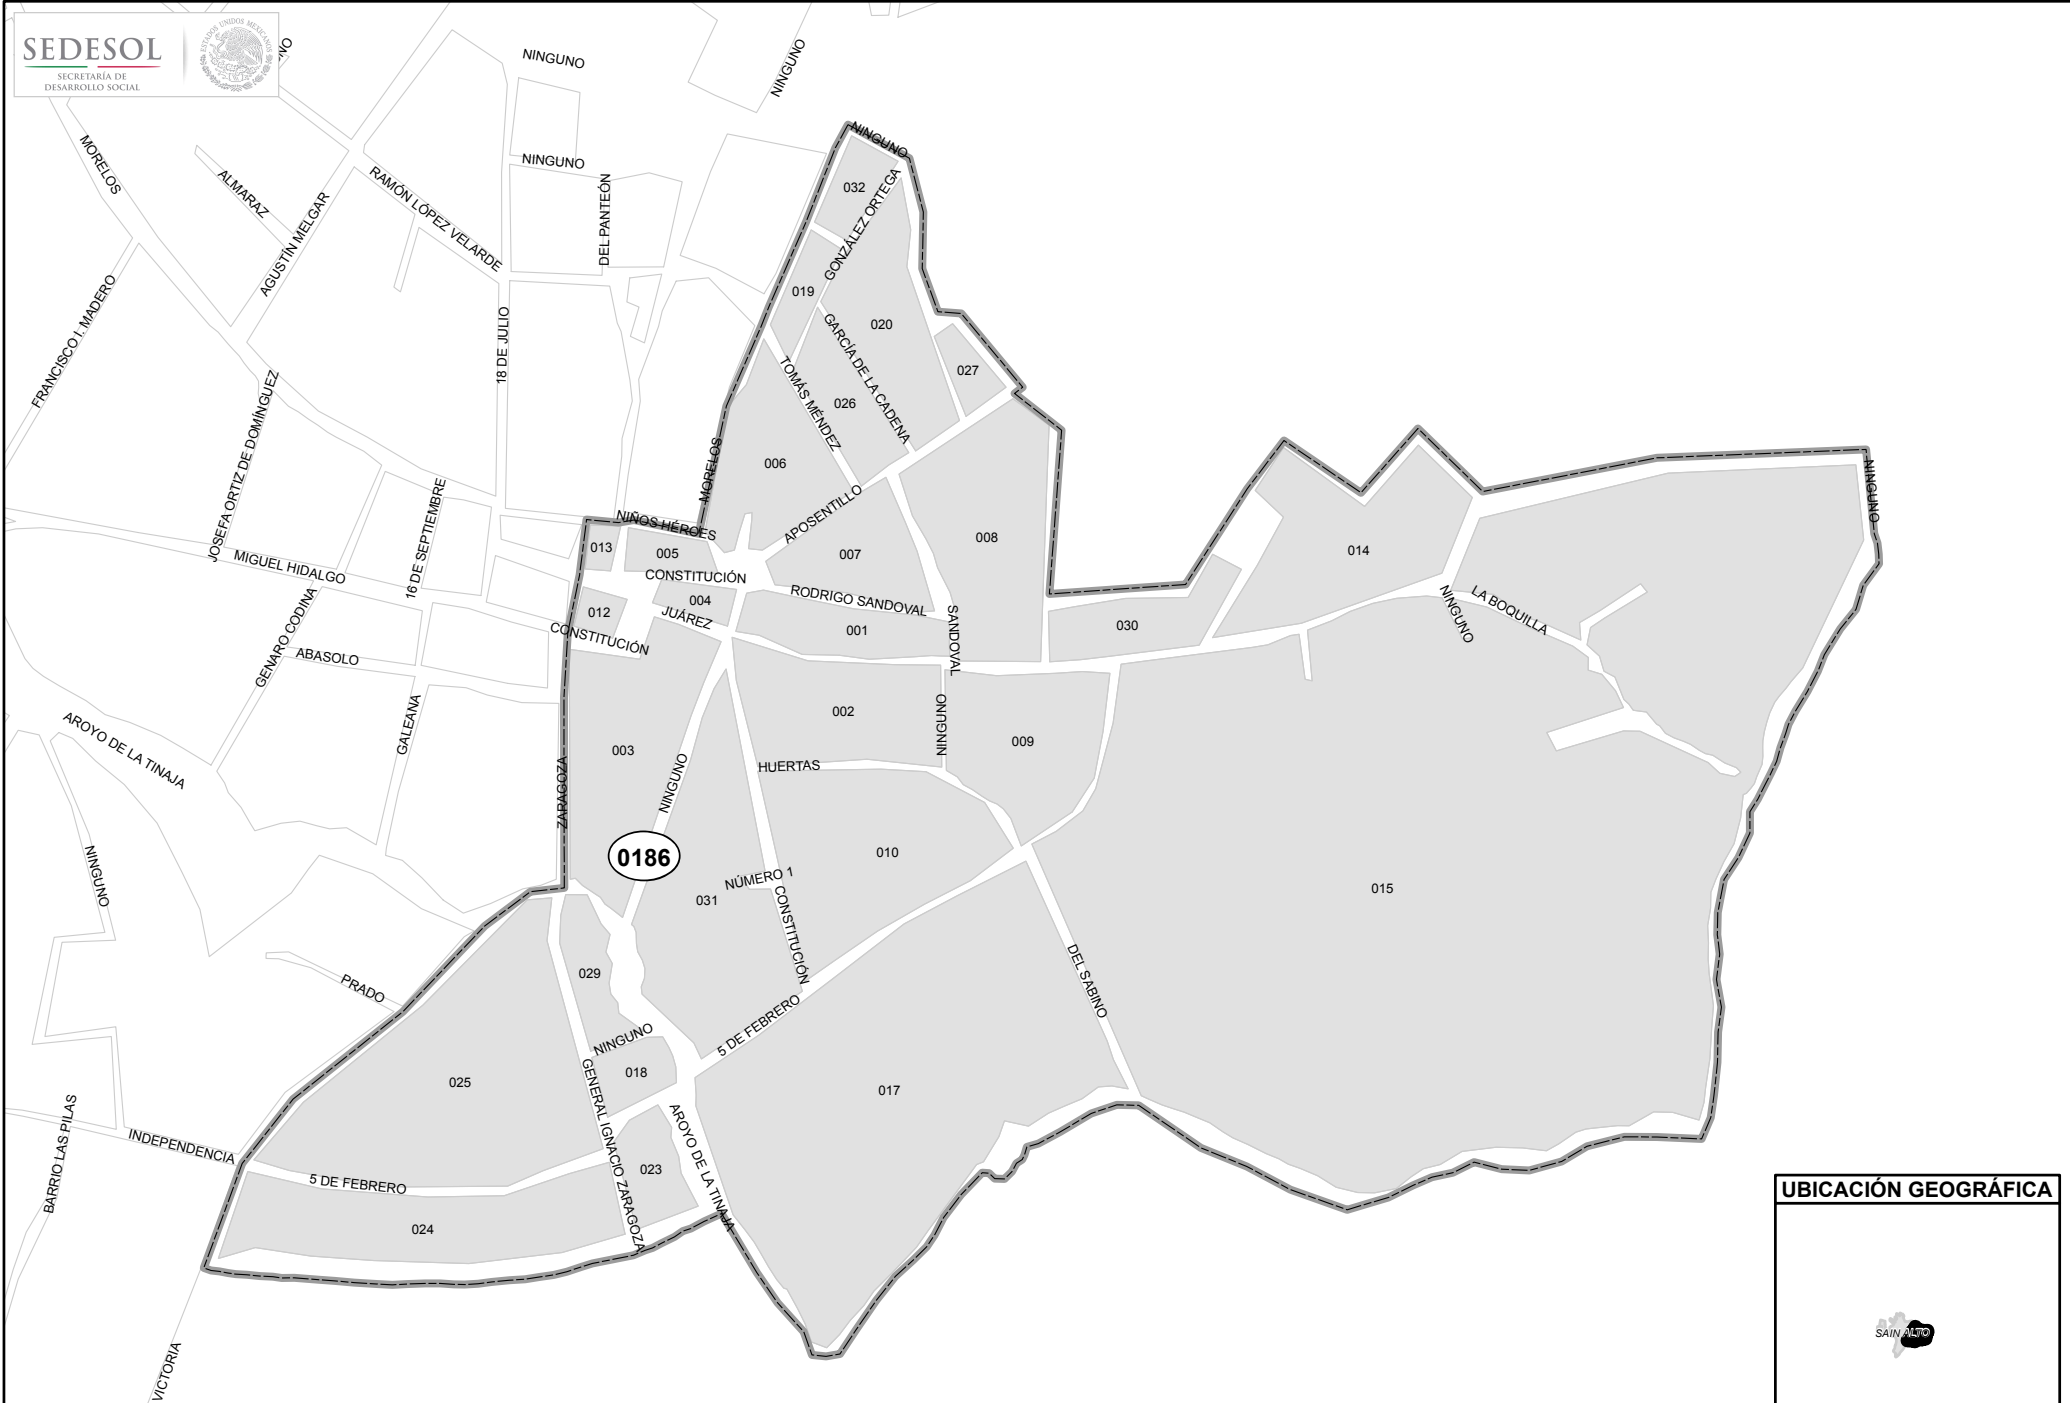 SEDESOL
SECRETARÍA DE
DESARROLLO SOCIAL
ESTADOS UNIDOS MEXICANOS
NO
NINGUNO
NINGUNO
NINGUNO
MORELOS
ALMARAZ
AGUSTÍN MELGAR
RAMÓN LÓPEZ VELARDE
NINGUNO
DEL PANTEÓN
032
GONZÁLEZ ORTEGA
019
020
GARCÍA DE LA CADENA
FRANCISCO I. MADERO
18 DE JULIO
TOMÁS MÉNDEZ
027
026
JOSEFA ORTIZ DE DOMÍNGUEZ
MORELOS
006
16 DE SEPTIEMBRE
APOSENTILLO
NIÑOS HÉROES
NINGUNO
013
005
007
008
014
MIGUEL HIDALGO
CONSTITUCIÓN
RODRIGO SANDOVAL
004
012
JUÁREZ
CONSTITUCIÓN
001
SANDOVAL
030
NINGUNO
LA BOQUILLA
GENARO CODINA
ABASOLO
GALEANA
AROYO DE LA TINAJA
002
NINGUNO
009
003
NINGUNO
HUERTAS
ZARAGOZA
0186
010
NINGUNO
NÚMERO 1
031
015
CONSTITUCIÓN
029
PRADO
DEL SABINO
5 DE FEBRERO
NINGUNO
018
025
017
GENERAL IGNACIO ZARAGOZA
AROYO DE LA TINAJA
BARRIO LAS PILAS
INDEPENDENCIA
023
5 DE FEBRERO
024
VICTORIA
UBICACIÓN GEOGRÁFICA
SAIN ALTO